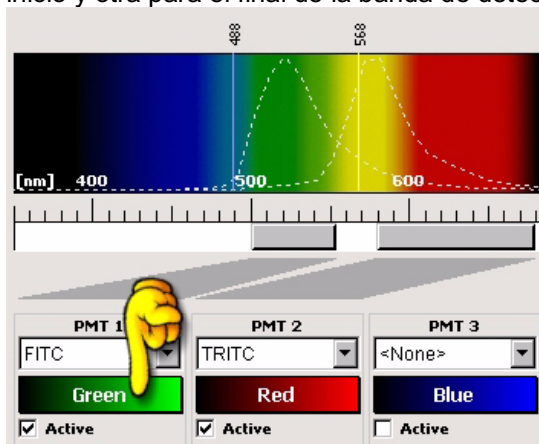 inicio y otra para el final de la banda de detec
488 568
[nm] 400 500 600
PMT 1 PMT 2 PMT 3
FITC TRITC <None>
Green Red Blue
Active Active Active